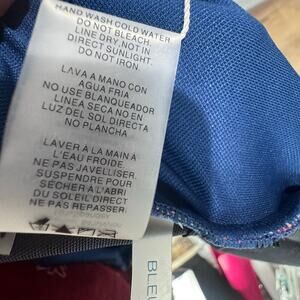 HAND WASH COLD WATER
DO NOT BLEACH.
LINE DRY. NOT IN
DIRECT SUNLIGHT.
DO NOT IRON
LAVA A MANO CON
AGUA FRIA
NO USE BLANQUEADOR
LINEA SECA NO EN
LUZ DEL SOL DIRECTA
NO PLANCHA
LAVER À LA MAIN À
L'EAU FROIDE
NE PAS JAVELLISER.
SUSPENDRE POUR
SÉCHER À L'ABRI
DU SOLEIL DIRECT
NE PAS REPASSER.
BLEU